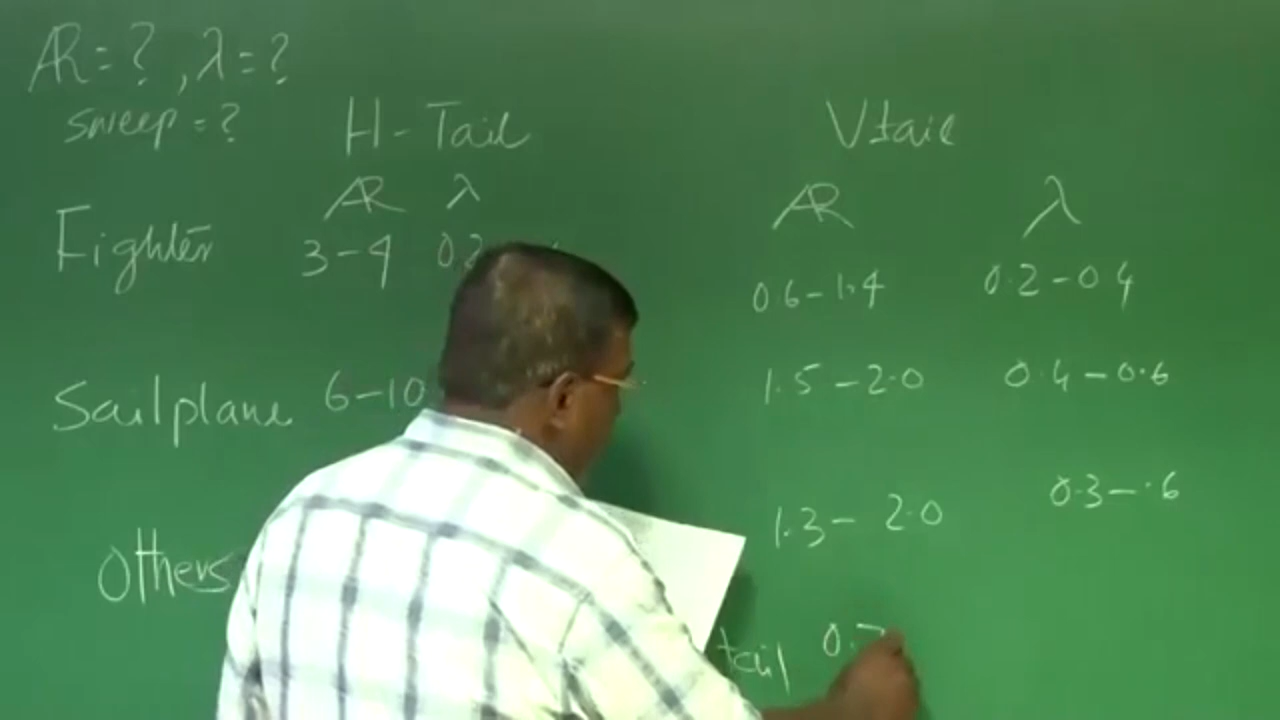 AR = ? , λ = ?
sweep = ?
H - Tail Vtail
AR λ AR λ
Fighter 3 - 4 0.2 0.6 - 1.4 0.2 - 0.4
Sailplane 6 - 10 1.5 - 2.0 0.4 - 0.6
Others 1.3 - 2.0 0.3 - .6
tail 0.7